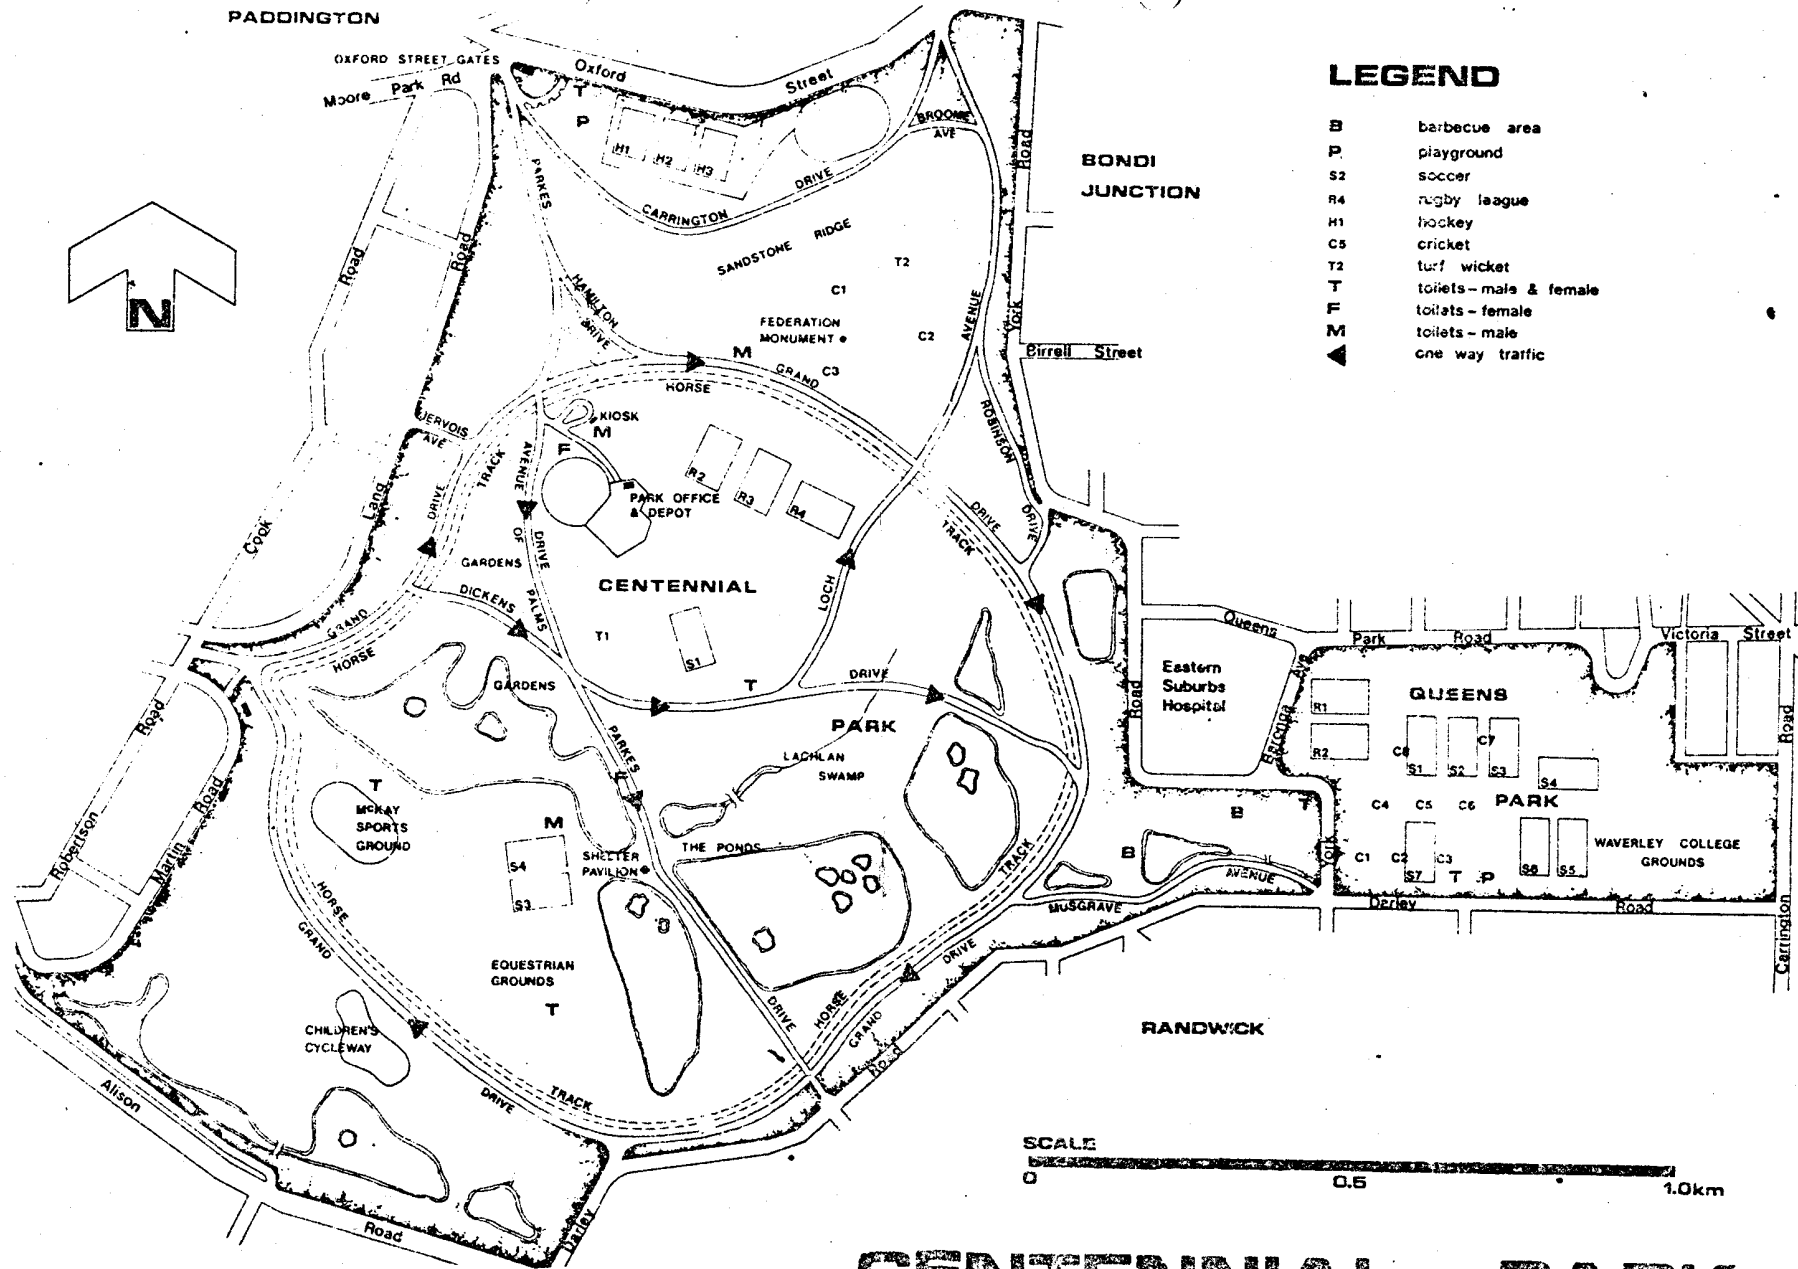 PADDINGTON
OXFORD STREET GATES
Moore Park Rd
Oxford Street
T
P
H1 H2 H3
BROOME
AVE
Road
BONDI
JUNCTION
LEGEND
B barbecue area
P playground
S2 soccer
R4 rugby league
H1 hockey
C5 cricket
T2 turf wicket
T toilets - male & female
F toilets - female
M toilets - male
one way traffic
N
PARKES
CARRINGTON DRIVE
SANDSTONE RIDGE
T2
C1
Road
Road
HAMILTON
DRIVE
FEDERATION
MONUMENT
C2
AVENUE
York
Birrell Street
M
GRAND
C3
HORSE
JERVOIS
AVE
KIOSK
M
F
ROBINSON
TRACK
DRIVE
AVENUE
OF
PALMS
DRIVE
R2
R3
R4
PARK OFFICE
& DEPOT
Lang
Cook
DRIVE
TRACK
DRIVE
GARDENS
CENTENNIAL
DICKENS
LOCH
T1
S1
GRAND
HORSE
GARDENS
T
DRIVE
PARK
Queens
Park Road
Victoria Street
Eastern
Suburbs
Hospital
Road
Baronga Ave
QUEENS
R1
R2
C8
C7
S1 S2 S3
S4
Road
PARK
C4 C5 C6
PARKES
LACHLAN
SWAMP
Road
T
McKAY
SPORTS
GROUND
M
S4
S3
SHELTER
PAVILION
THE PONDS
B
T
B
York
C1 C2 C3
S7
T P
S6 S5
WAVERLEY COLLEGE
GROUNDS
Robertson
Martin Road
TRACK
MUSGRAVE
AVENUE
Darley
Road
Carrington
HORSE
GRAND
EQUESTRIAN
GROUNDS
T
DRIVE
DRIVE
HORSE
GRAND
Road
CHILDREN'S
CYCLEWAY
RANDWICK
Alison
DRIVE
TRACK
Road
Darley
SCALE
0 0.5 1.0km
CENTENNIAL PARK